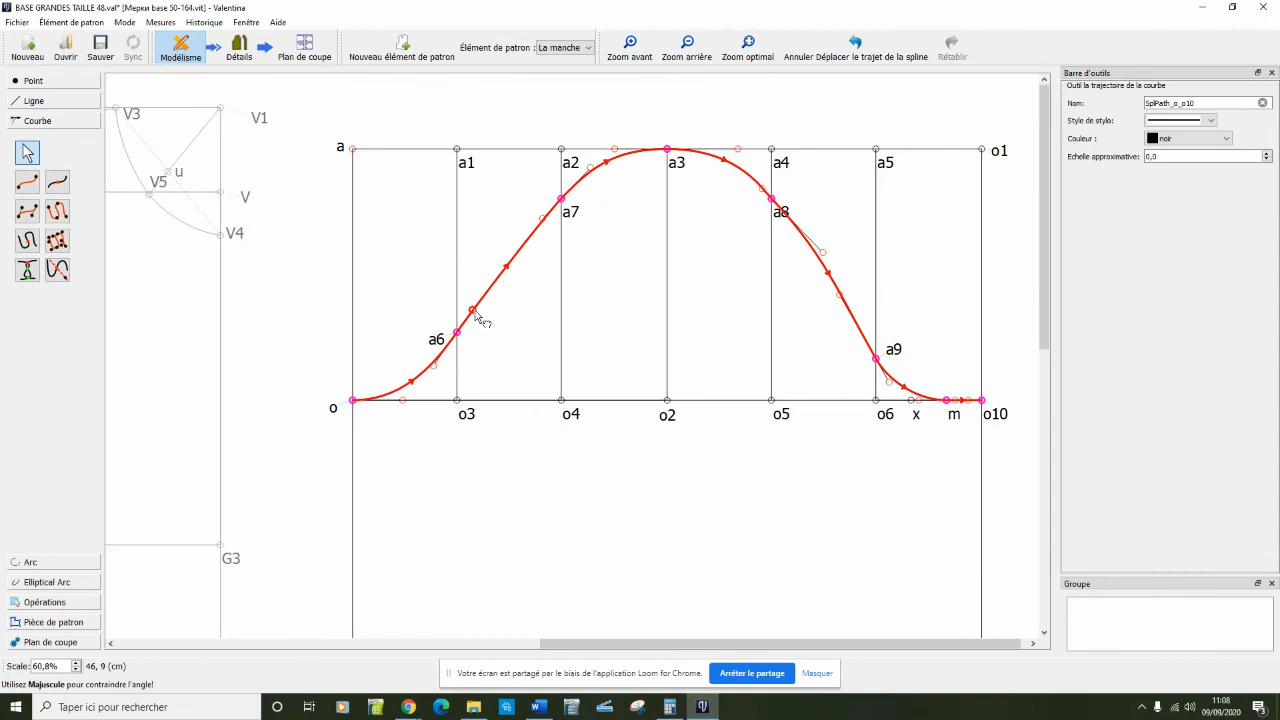 BASE GRANDES TAILLE 48.val* [Мерки base 50-164.vit] - Valentina
Fichier Élément de patron Mode Mesures Historique Fenêtre Aide
Nouveau Ouvrir Sauver Sync Modélisme Détails Plan de coupe Nouveau élément de patron Élément de patron: La manche Zoom avant Zoom arrière Zoom optimal Annuler Déplacer le trajet de la spline Rétablir
Point
Ligne
Courbe
Barre d'outils
Outil la trajectoire de la courbe
Nom: SplPath_o_o10
Style de stylo:
Couleur : noir
Echelle approximative: 0,0
V3 V1
V5 u
V
V4
G3
a a1 a2 a3 a4 a5 o1
a7 a8
a6 a9
o o3 o4 o2 o5 o6 x m o10
Arc
Elliptical Arc
Opérations
Pièce de patron
Plan de coupe
Groupe
Scale: 60,8% 46, 9 (cm)
Utilisez Majuscule pour contraindre l'angle!
Votre écran est partagé par le biais de l'application Loom for Chrome. Arrêter le partage Masquer
Taper ici pour rechercher
11:08
09/09/2020
3